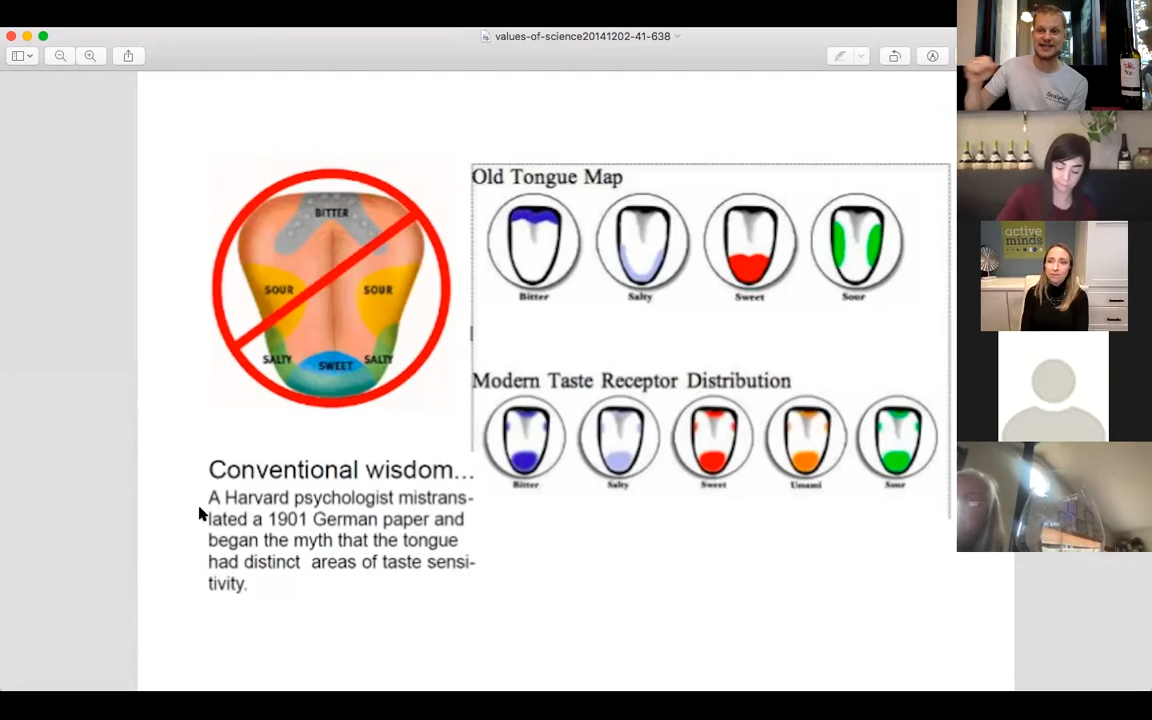 values-of-science20141202-41-638
BITTER
SOUR
SOUR
SALTY
SWEET
SALTY
Conventional wisdom...
A Harvard psychologist mistrans-
lated a 1901 German paper and
began the myth that the tongue
had distinct areas of taste sensi-
tivity.
Old Tongue Map
Bitter
Salty
Sweet
Sour
Modern Taste Receptor Distribution
Bitter
Salty
Sweet
Umami
Sour
active
minds